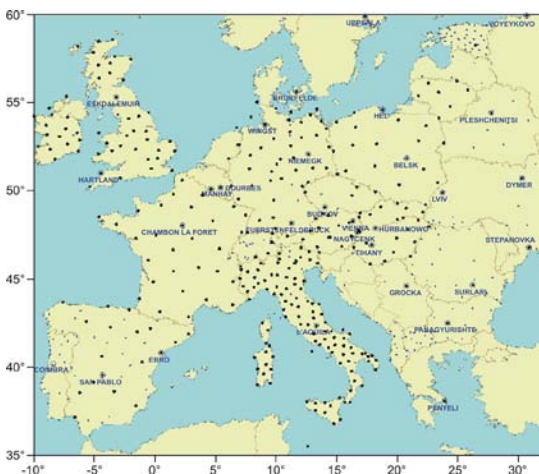 60°
UPPSALA
VOYEYKOVO
ESKDALEMUIR
BRORFELDE
55°
HEL
PLESHCHENITSI
WINGST
NIEMEGK
BELSK
HARTLAND
DOURBES
MANHAY
DYMER
50°
LVIV
BUDKOV
CHAMBON LA FORET
FUERSTENFELDBRUCK
VIENNA
HURBANOWO
NAGYCENK
TIHANY
STEPANOVKA
45°
GROCKA
SURLARI
L'AQUILA
PANAGYURISHTE
EBRO
40°
COIMBRA
SAN PABLO
PENTELI
35°
-10°
-5°
0°
5°
10°
15°
20°
25°
30°